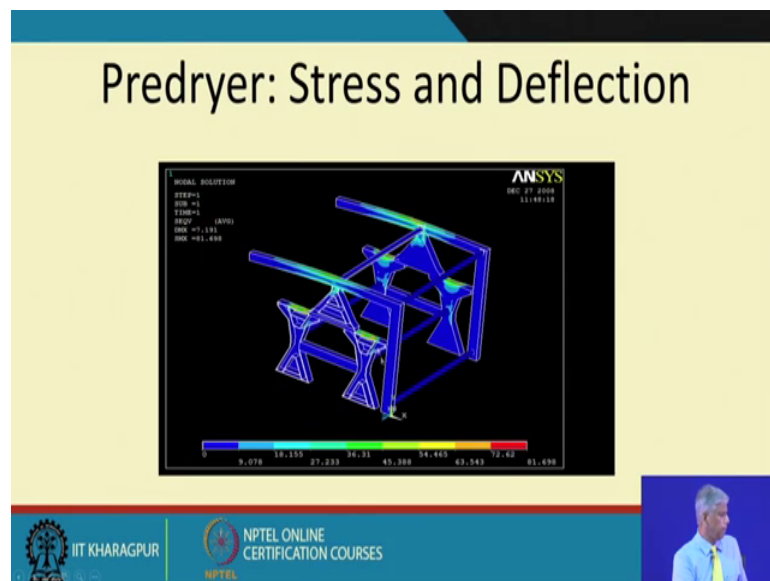 Predryer: Stress and Deflection
1
NODAL SOLUTION
STEP=1
SUB =1
TIME=1
SEQV (AVG)
DMX =7.191
SMX =81.698
ANSYS
DEC 27 2008
11:48:18
X
0
9.078
18.155
27.233
36.31
45.388
54.465
63.543
72.62
81.698
IIT KHARAGPUR
NPTEL ONLINE
CERTIFICATION COURSES
NPTEL